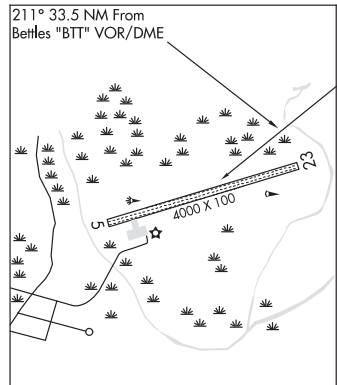 211° 33.5 NM From
Bettles "BTT" VOR/DME
23
4000 X 100
5